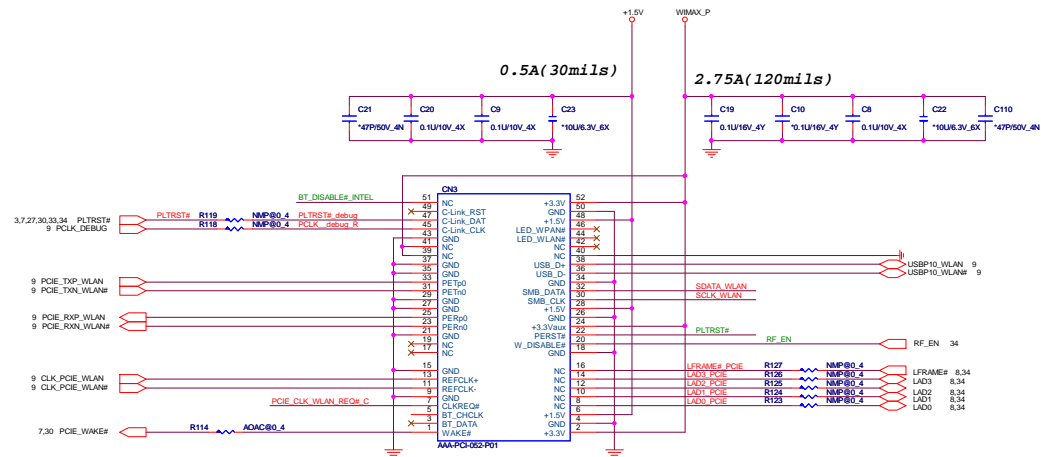 +1.5V WIMAX_P
0.5A(30mils) 2.75A(120mils)
C21 C20 C9 C23 C19 C10 C8 C22 C110
*47P/50V_4N 0.1U/10V_4X 0.1U/10V_4X *10U/6.3V_6X 0.1U/16V_4Y *0.1U/16V_4Y 0.1U/10V_4X *10U/6.3V_6X *47P/50V_4N
CN3
BT_DISABLE#_INTEL 51 NC +3.3V 52
49 C-Link_RST GND 50
3,7,27,30,33,34 PLTRST# PLTRST# R119 NMP@0_4 PLTRST#_debug 47 C-Link_DAT +1.5V 48
9 PCLK_DEBUG R118 NMP@0_4 PCLK_debug_R 45 C-Link_CLK LED_WPAN# 46
43 GND LED_WLAN# 44
41 NC NC 42
39 NC NC 40
37 GND USB_D+ 38 USBP10_WLAN 9
35 GND USB_D- 36 USBP10_WLAN# 9
9 PCIE_TXP_WLAN 33 PETp0 GND 34
9 PCIE_TXN_WLAN# 31 PETn0 SMB_DATA 32 SDATA_WLAN
29 GND SMB_CLK 30 SCLK_WLAN
27 GND +1.5V 28
9 PCIE_RXP_WLAN 25 PERp0 GND 26
9 PCIE_RXN_WLAN# 23 PERn0 +3.3Vaux 24
21 GND PERST# 22 PLTRST#
19 NC W_DISABLE# 20 RF_EN RF_EN 34
17 NC GND 18
15 GND NC 16 LFRAME#_PCIE R127 NMP@0_4 LFRAME# 8,34
9 CLK_PCIE_WLAN 13 REFCLK+ NC 14 LAD3_PCIE R126 NMP@0_4 LAD3 8,34
9 CLK_PCIE_WLAN# 11 REFCLK- NC 12 LAD2_PCIE R125 NMP@0_4 LAD2 8,34
9 GND NC 10 LAD1_PCIE R124 NMP@0_4 LAD1 8,34
PCIE_CLK_WLAN_REQ#_C 7 CLKREQ# NC 8 LAD0_PCIE R123 NMP@0_4 LAD0 8,34
5 BT_CHCLK +1.5V 6
3 BT_DATA GND 4
7,30 PCIE_WAKE# R114 AOAC@0_4 1 WAKE# +3.3V 2
AAA-PCI-052-P01